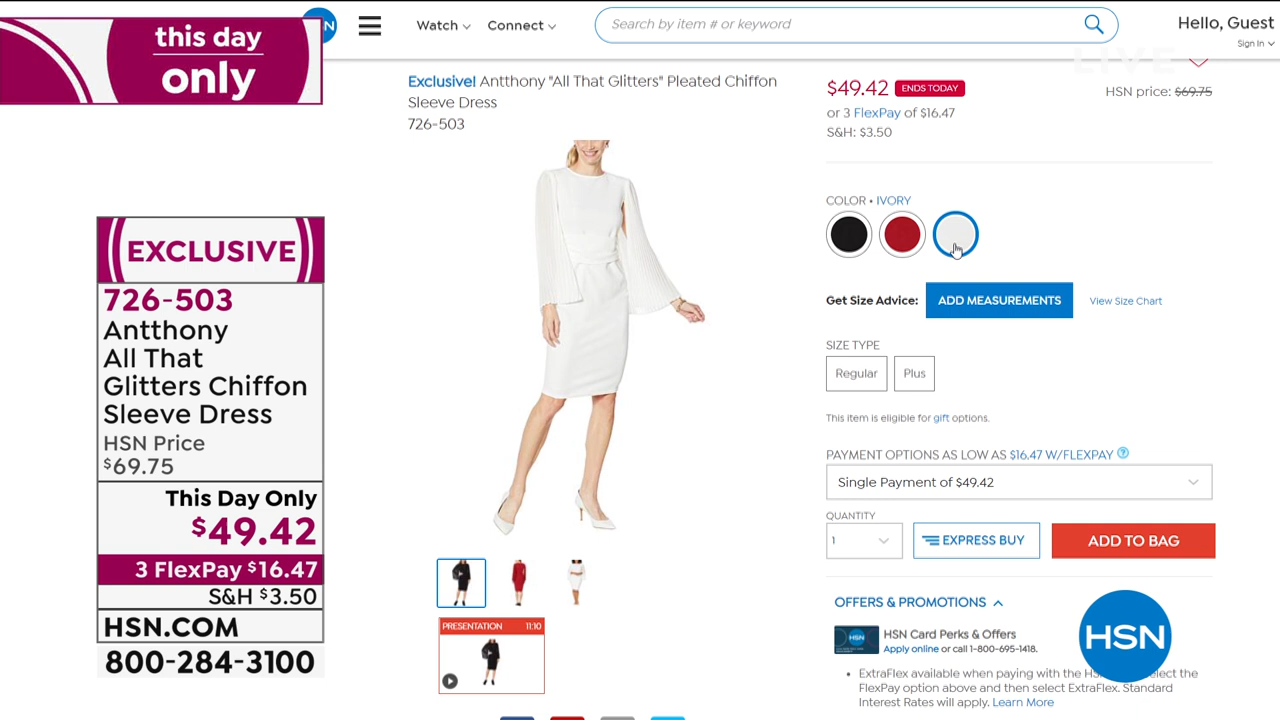 this day
only
N
Watch
Connect
Search by item # or keyword
Hello, Guest
Sign In
LIVE
Exclusive! Antthony "All That Glitters" Pleated Chiffon
Sleeve Dress
726-503
$49.42 ENDS TODAY
HSN price: $69.75
or 3 FlexPay of $16.47
S&H: $3.50
COLOR • IVORY
Get Size Advice: ADD MEASUREMENTS View Size Chart
SIZE TYPE
Regular Plus
This item is eligible for gift options.
PAYMENT OPTIONS AS LOW AS $16.47 W/FLEXPAY ?
Single Payment of $49.42
QUANTITY
1
EXPRESS BUY
ADD TO BAG
OFFERS & PROMOTIONS
HSN
HSN Card Perks & Offers
Apply online or call 1-800-695-1418.
ExtraFlex available when paying with the
FlexPay option above and then select ExtraFlex. Standard
Interest Rates will apply. Learn More
HSN
PRESENTATION 11:10
EXCLUSIVE
726-503
Antthony
All That
Glitters Chiffon
Sleeve Dress
HSN Price
$69.75
This Day Only
$49.42
3 FlexPay $16.47
S&H $3.50
HSN.COM
800-284-3100